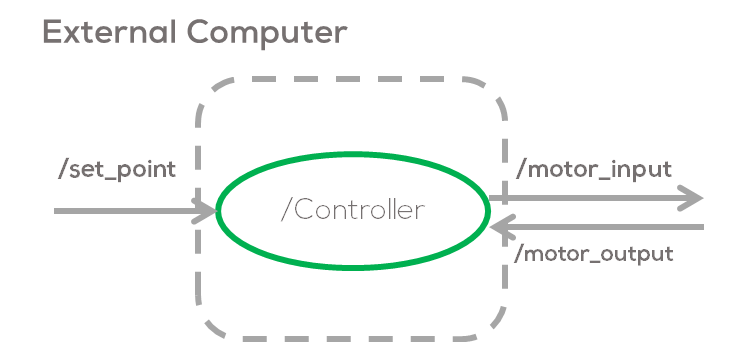 External Computer
/set_point
/Controller
/motor_input
/motor_output